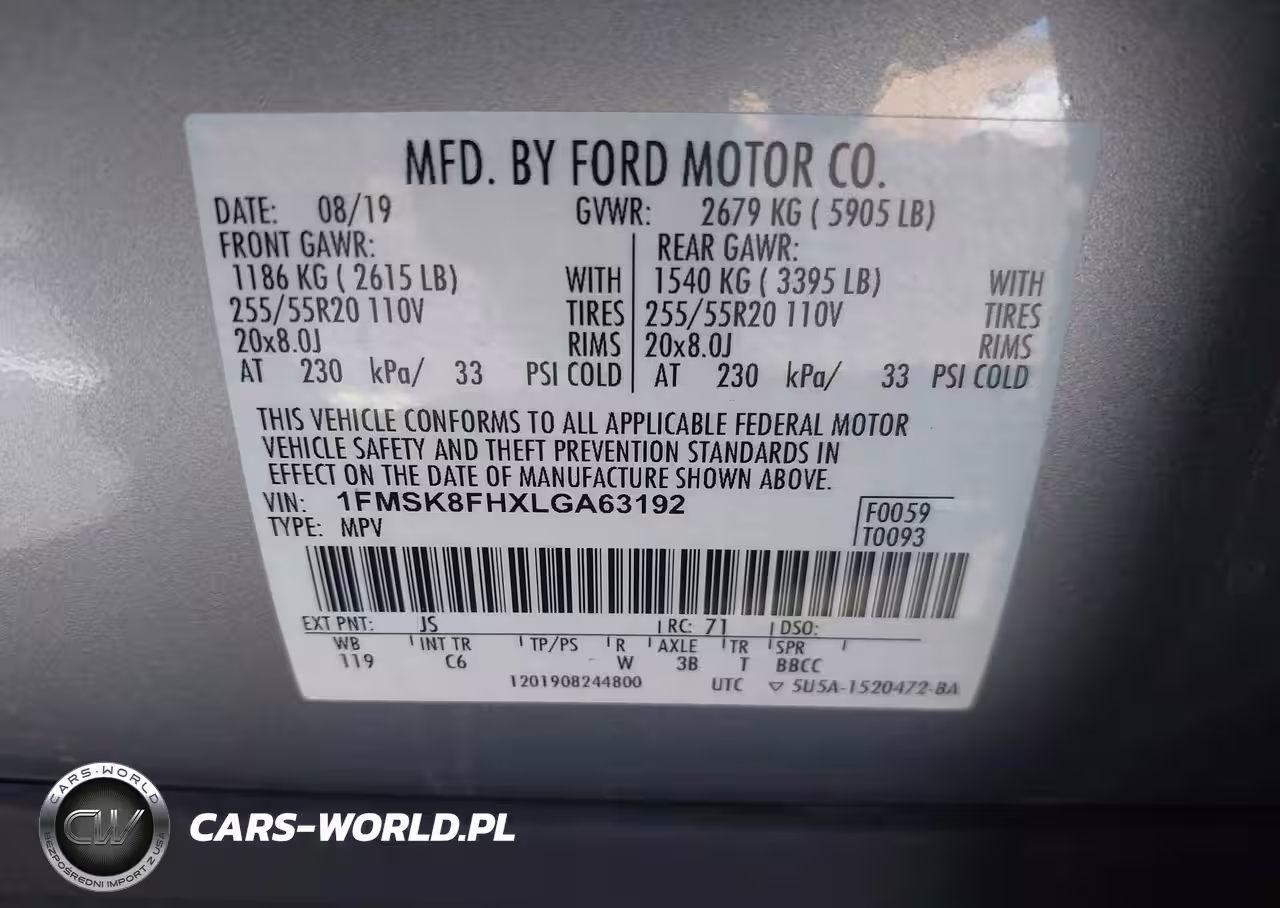 MFD. BY FORD MOTOR CO.
DATE: 08/19 GVWR: 2679 KG ( 5905 LB)
FRONT GAWR: REAR GAWR:
1186 KG ( 2615 LB) WITH 1540 KG ( 3395 LB) WITH
255/55R20 110V TIRES 255/55R20 110V TIRES
20x8.0J RIMS 20x8.0J RIMS
AT 230 kPa/ 33 PSI COLD AT 230 kPa/ 33 PSI COLD
THIS VEHICLE CONFORMS TO ALL APPLICABLE FEDERAL MOTOR
VEHICLE SAFETY AND THEFT PREVENTION STANDARDS IN
EFFECT ON THE DATE OF MANUFACTURE SHOWN ABOVE.
VIN: 1FMSK8FHXLGA63192
F0059
TYPE: MPV
T0093
EXT PNT: JS RC: 71 DSO:
WB INT TR TP/PS R AXLE TR SPR
119 C6 W 3B T BBCC
1201908244800 UTC 5U5A-1520472-BA
CARS-WORLD
CW
BEZPOŚREDNI IMPORT Z USA
CARS-WORLD.PL